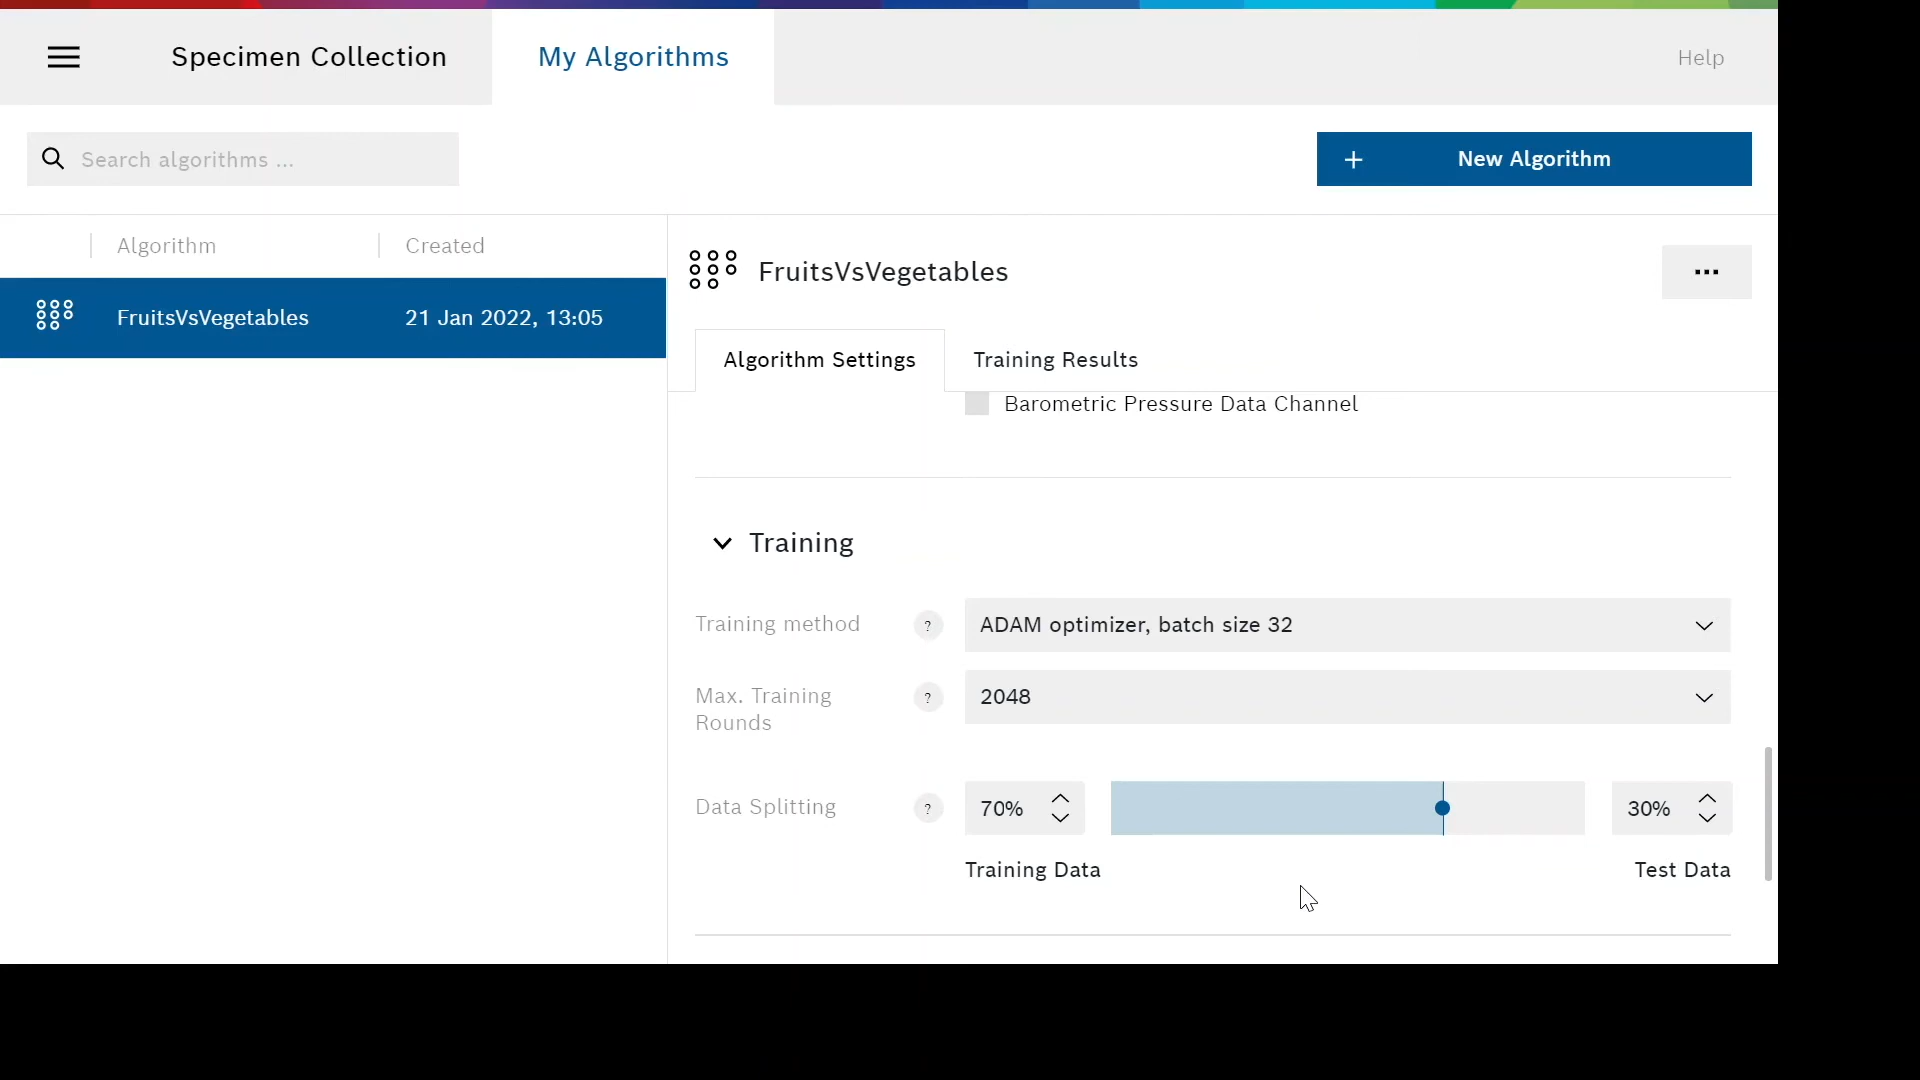 Specimen Collection
My Algorithms
Help
Search algorithms ...
+ New Algorithm
Algorithm
Created
FruitsVsVegetables
21 Jan 2022, 13:05
FruitsVsVegetables
...
Algorithm Settings
Training Results
Barometric Pressure Data Channel
Training
Training method
?
ADAM optimizer, batch size 32
Max. Training
Rounds
?
2048
Data Splitting
?
70%
30%
Training Data
Test Data